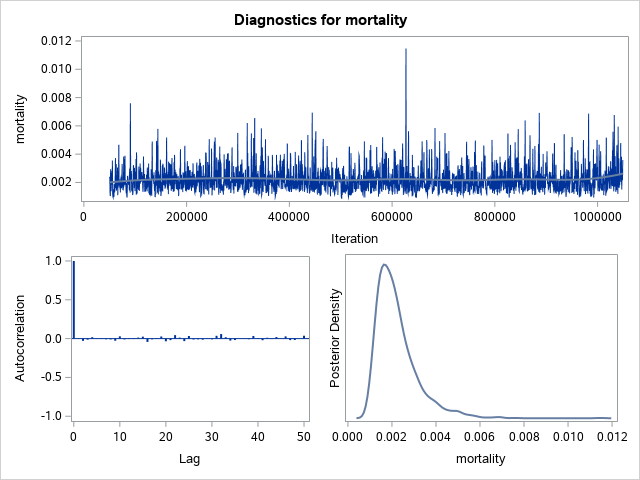 Diagnostics for mortality
0.012
0.010
0.008
0.006
0.004
0.002
mortality
0 200000 400000 600000 800000 1000000
Iteration
1.0
0.5
0.0
-0.5
-1.0
Autocorrelation
0 10 20 30 40 50
Lag
Posterior Density
0.000 0.002 0.004 0.006 0.008 0.010 0.012
mortality